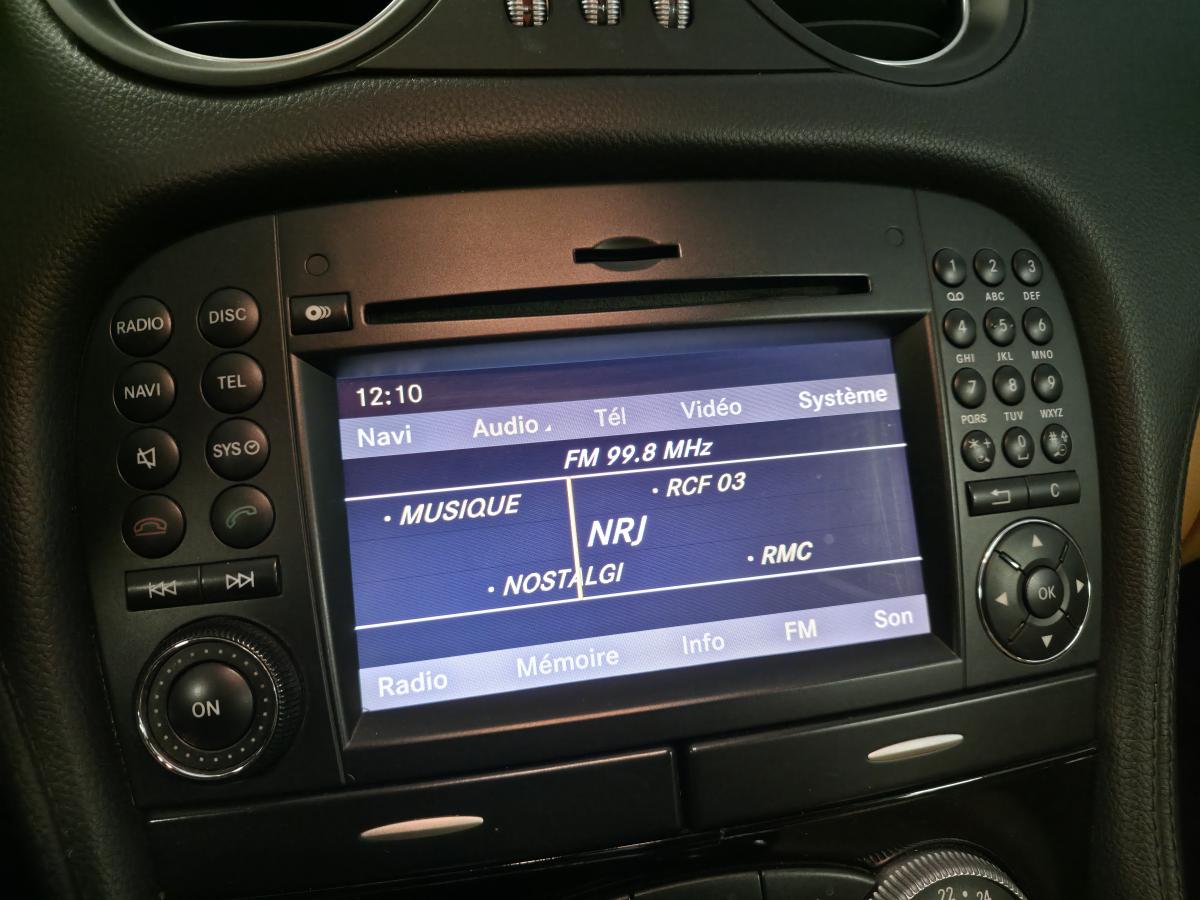 RADIO DISC
NAVI TEL
SYS
ON
12:10
Navi Audio Tél Vidéo Système
FM 99.8 MHz
• MUSIQUE • RCF 03
NRJ
• NOSTALGI • RMC
Radio Mémoire Info FM Son
1 2 3
ABC DEF
4 5 6
GHI JKL MNO
7 8 9
PQRS TUV WXYZ
* + 0 #
C
OK
22 • 24